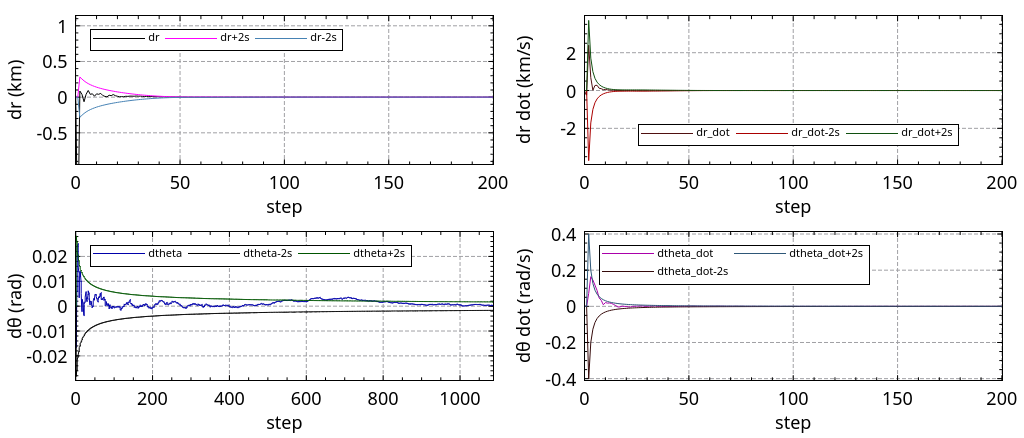 1
0.5
0
-0.5
dr (km)
dr
dr+2s
dr-2s
0
50
100
150
200
step
2
0
-2
dr dot (km/s)
dr_dot
dr_dot-2s
dr_dot+2s
0
50
100
150
200
step
0.02
0.01
0
-0.01
-0.02
dθ (rad)
dtheta
dtheta-2s
dtheta+2s
0
200
400
600
800
1000
step
0.4
0.2
0
-0.2
-0.4
dθ dot (rad/s)
dtheta_dot
dtheta_dot+2s
dtheta_dot-2s
0
50
100
150
200
step